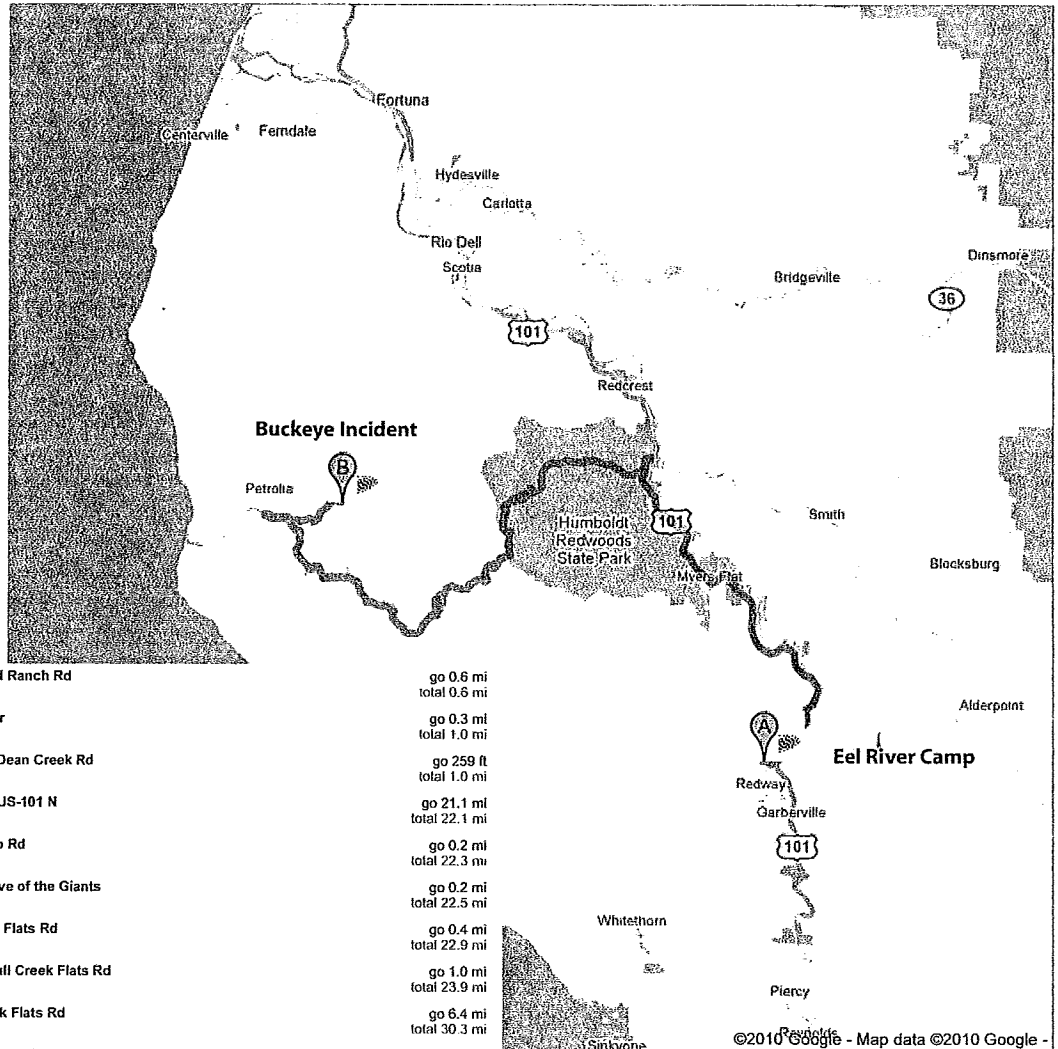 Fortuna
Centerville
Ferndale
Hydesville
Carlotta
Rio Dell
Scotia
Dinsmore
Bridgeville
36
101
Redcrest
Buckeye Incident
B
Petrolia
Humboldt
Redwoods
State Park
101
Smith
Myers Flat
Blocksburg
Alderpoint
A
Eel River Camp
Redway
Garberville
101
Whitethorn
Piercy
Reynolds
Sinkyone
©2010 Google - Map data ©2010 Google -
Ranch Rd go 0.6 mi
total 0.6 mi
go 0.3 mi
total 1.0 mi
Dean Creek Rd go 259 ft
total 1.0 mi
US-101 N go 21.1 mi
total 22.1 mi
Rd go 0.2 mi
total 22.3 mi
of the Giants go 0.2 mi
total 22.5 mi
Flats Rd go 0.4 mi
total 22.9 mi
Creek Flats Rd go 1.0 mi
total 23.9 mi
Flats Rd go 6.4 mi
total 30.3 mi